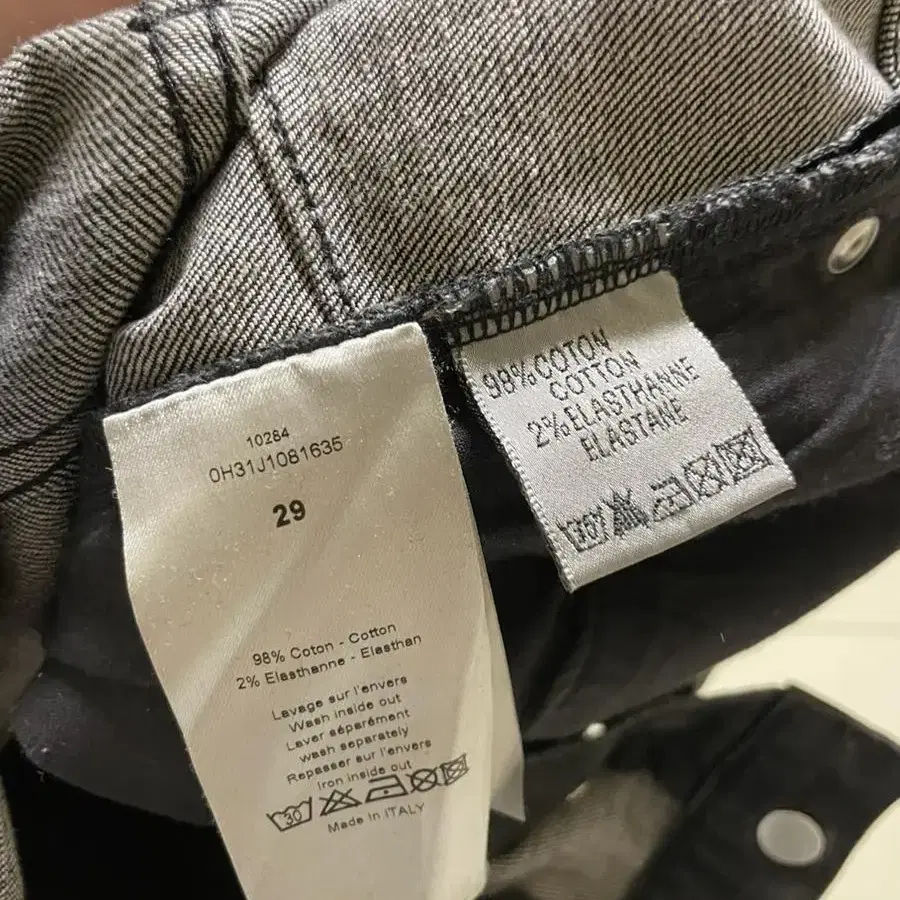 10284
0H31J1081635
29
98% Coton - Cotton
2% Elasthanne - Elasthan
Lavage sur l'envers
Wash inside out
Laver séparément
wash separately
Repasser sur l'envers
Iron inside out
30
Made in ITALY
98% COTON
COTTON
2% ELASTHANNE
ELASTANE
30